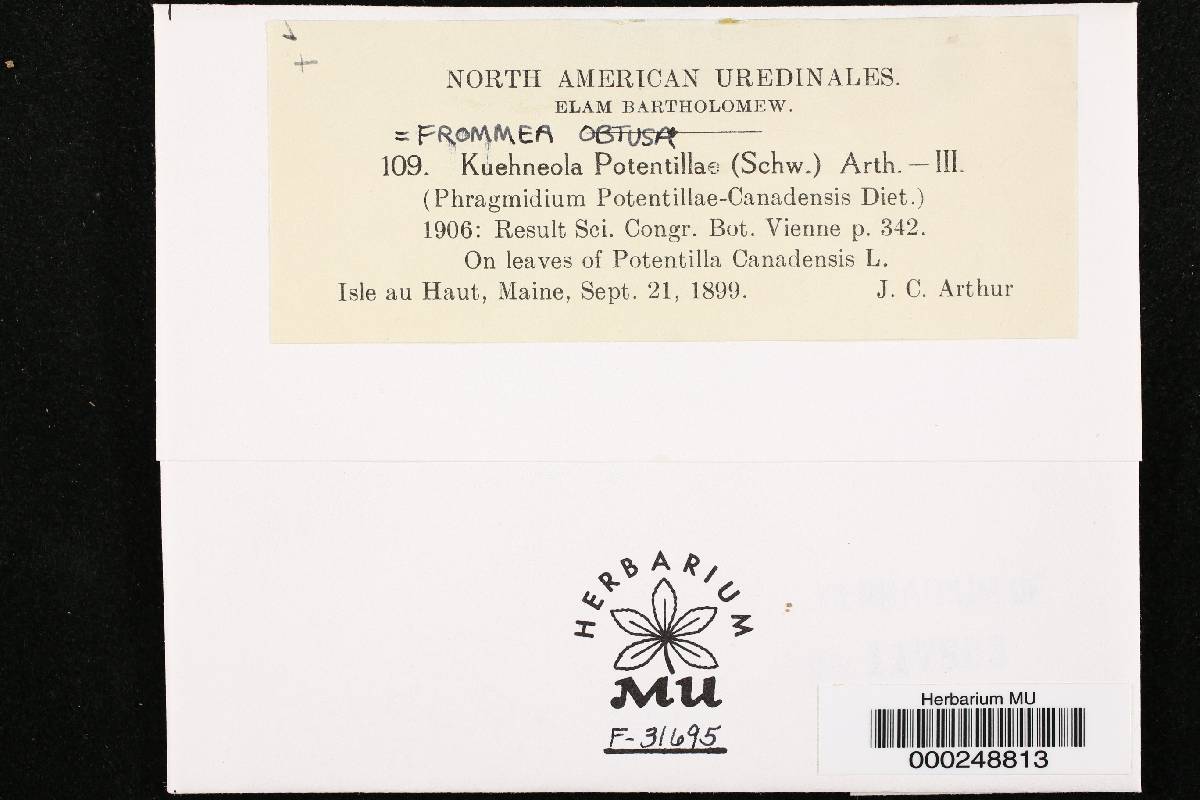 NORTH AMERICAN UREDINALES.
ELAM BARTHOLOMEW.
= FROMMEA OBTUSA
109. Kuehneola Potentillae (Schw.) Arth. – III.
(Phragmidium Potentillae-Canadensis Diet.)
1906: Result Sci. Congr. Bot. Vienne p. 342.
On leaves of Potentilla Canadensis L.
Isle au Haut, Maine, Sept. 21, 1899. J. C. Arthur
HERBARIUM
MU
F-31695
Herbarium MU
000248813